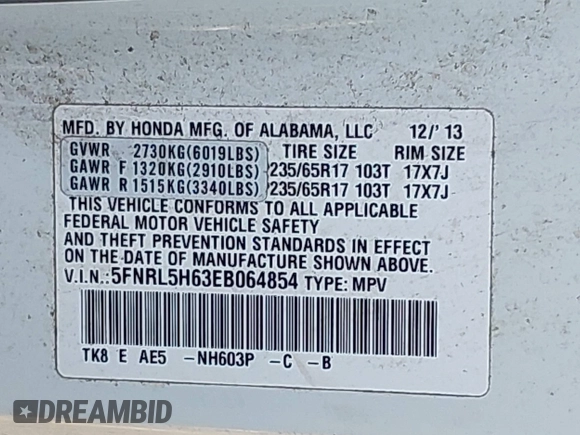 MFD. BY HONDA MFG. OF ALABAMA, LLC 12/'13
GVWR 2730KG(6019LBS) TIRE SIZE RIM SIZE
GAWR F 1320KG(2910LBS) 235/65R17 103T 17X7J
GAWR R 1515KG(3340LBS) 235/65R17 103T 17X7J
THIS VEHICLE CONFORMS TO ALL APPLICABLE
FEDERAL MOTOR VEHICLE SAFETY
AND THEFT PREVENTION STANDARDS IN EFFECT
ON THE DATE OF MANUFACTURE SHOWN ABOVE.
V.I.N.:5FNRL5H63EB064854 TYPE: MPV
TK8 E AE5 -NH603P -C -B
DREAMBID